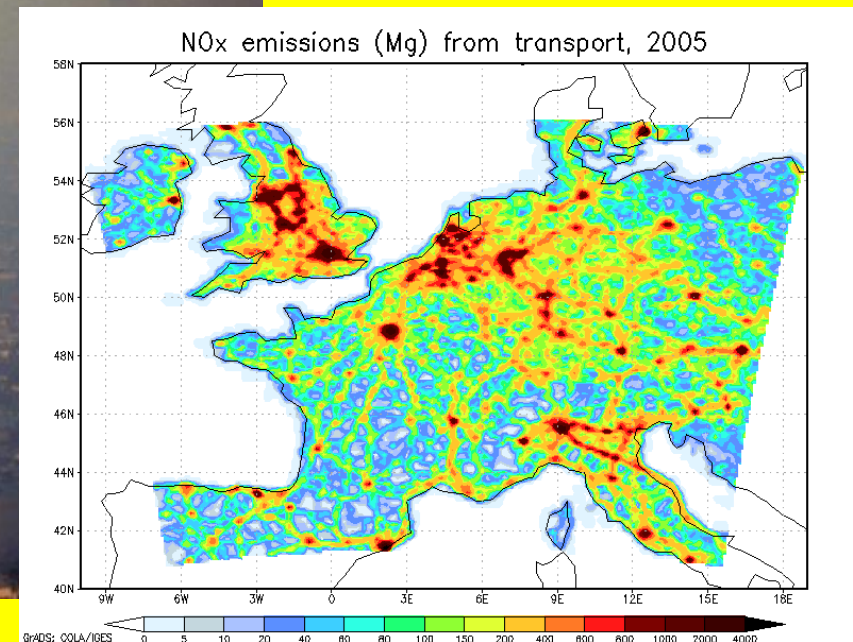 NOx emissions (Mg) from transport, 2005
58N
56N
54N
52N
50N
48N
46N
44N
42N
40N
9W 6W 3W 0 3E 6E 9E 12E 15E 18E
0 5 10 20 40 60 80 100 150 200 400 600 800 1000 2000 4000
GrADS: COLA/IGES